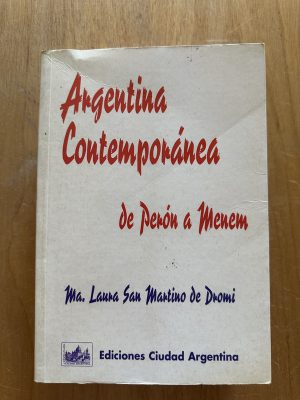 Argentina
Contemporánea
de Perón a Menem
Ma. Laura San Martino de Dromi
Ediciones Ciudad Argentina